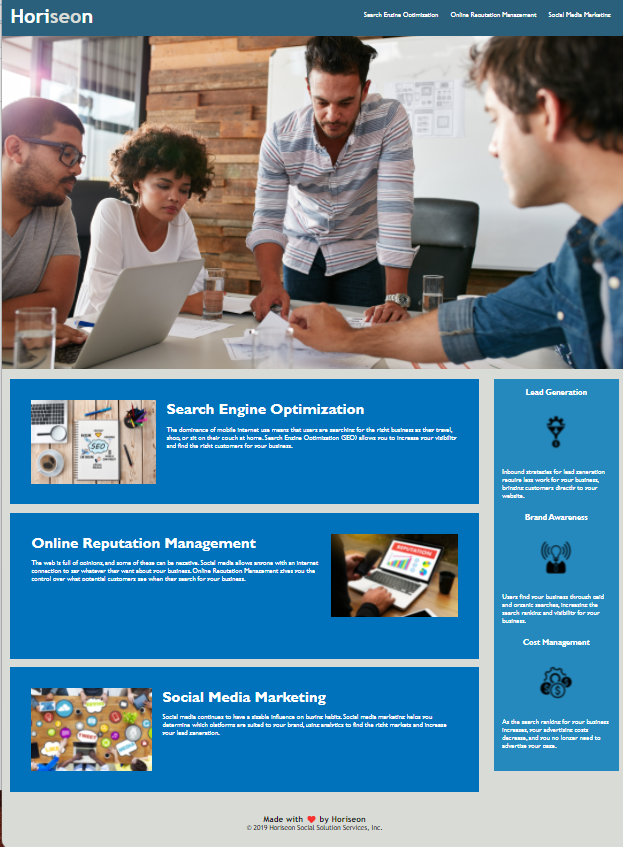 Horiseon
Search Engine Optimization Online Reputation Management Social Media Marketing
Search Engine Optimization
The dominance of mobile internet use means that users are searching for the right business as they travel,
shop, or sit on their couch at home. Search Engine Optimization (SEO) allows you to increase your visibility
and find the right customers for your business.
SEO
Online Reputation Management
The web is full of opinions, and some of these can be negative. Social media allows anyone with an internet
connection to say whatever they want about your business. Online Reputation Management gives you the
control over what potential customers see when they search for your business.
REPUTATION
Social Media Marketing
Social media continues to have a sizable influence on buying habits. Social media marketing helps you
determine which platforms are suited to your brand, using analytics to find the right markets and increase
your lead generation.
LIKE
TWEET
Lead Generation
Inbound strategies for lead generation
require less work for your business,
bringing customers directly to your
website.
Brand Awareness
Users find your business through paid
and organic searches, increasing the
search ranking and visibility for your
business.
Cost Management
As the search ranking for your business
increases, your advertising costs
decrease, and you no longer need to
advertise your page.
Made with ❤️ by Horiseon
© 2019 Horiseon Social Solution Services, Inc.